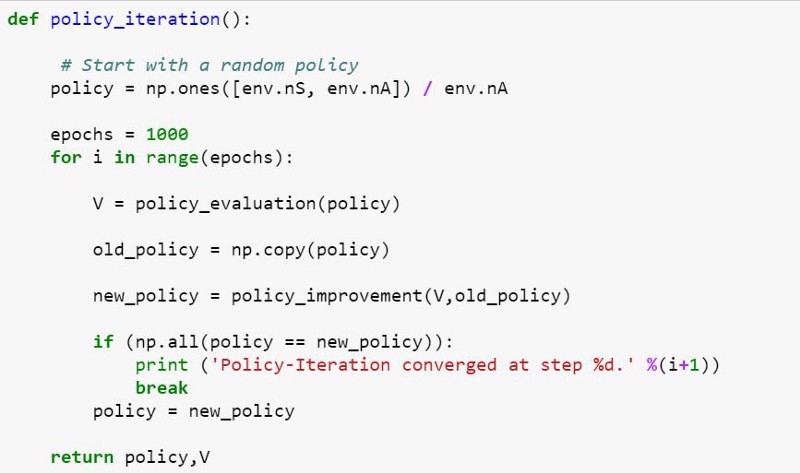 def policy_iteration():
# Start with a random policy
policy = np.ones([env.nS, env.nA]) / env.nA
epochs = 1000
for i in range(epochs):
V = policy_evaluation(policy)
old_policy = np.copy(policy)
new_policy = policy_improvement(V,old_policy)
if (np.all(policy == new_policy)):
print ('Policy-Iteration converged at step %d.' %(i+1))
break
policy = new_policy
return policy,V